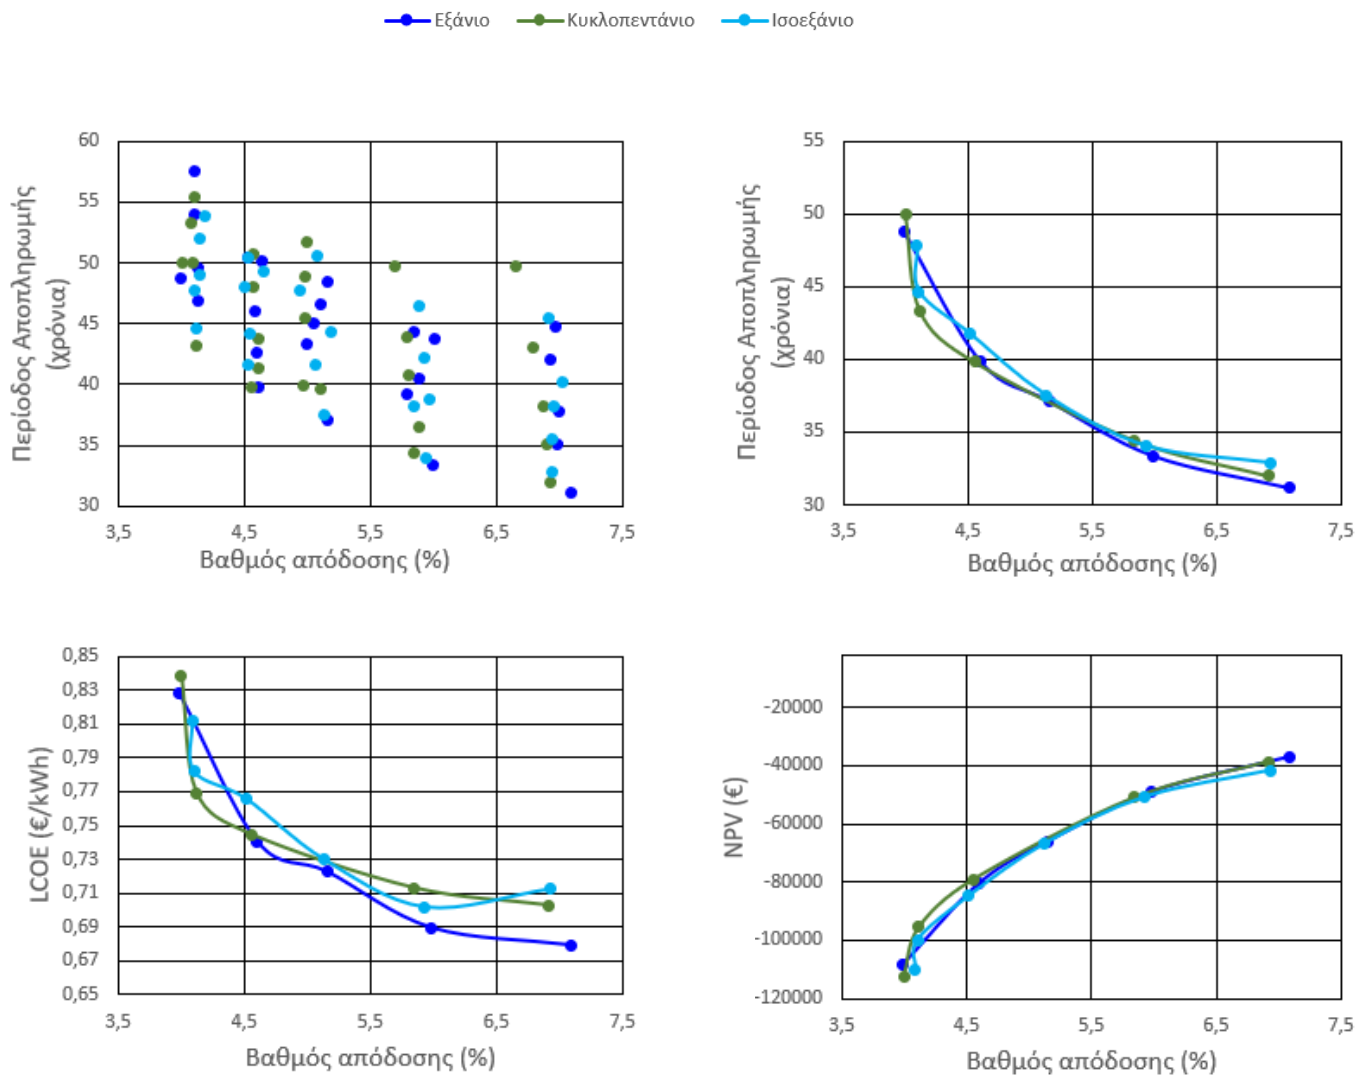 Εξάνιο Κυκλοπεντάνιο Ισοεξάνιο
Περίοδος Αποπληρωμής
(χρόνια)
60
55
50
45
40
35
30
3,5 4,5 5,5 6,5 7,5
Βαθμός απόδοσης (%)
Περίοδος Αποπληρωμής
(χρόνια)
55
50
45
40
35
30
3,5 4,5 5,5 6,5 7,5
Βαθμός απόδοσης (%)
LCOE (€/kWh)
0,85
0,83
0,81
0,79
0,77
0,75
0,73
0,71
0,69
0,67
0,65
3,5 4,5 5,5 6,5 7,5
Βαθμός απόδοσης (%)
NPV (€)
-20000
-40000
-60000
-80000
-100000
-120000
3,5 4,5 5,5 6,5 7,5
Βαθμός απόδοσης (%)